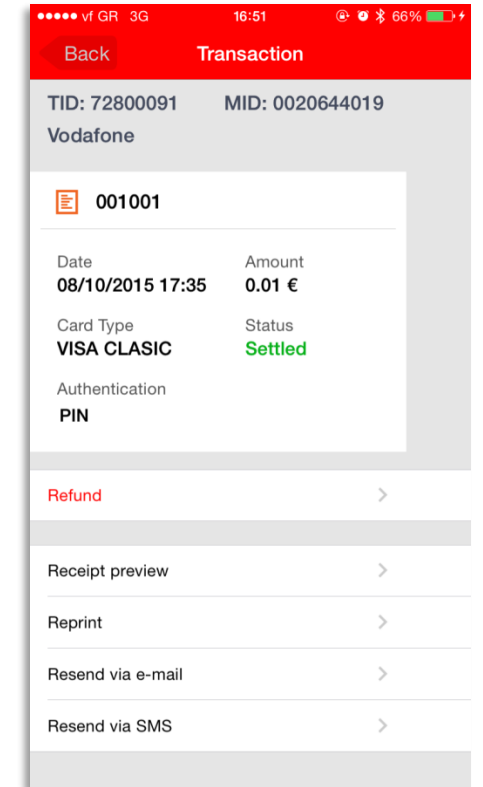 vf GR 3G 16:51 66%
Back Transaction
TID: 72800091 MID: 0020644019
Vodafone
001001
Date Amount
08/10/2015 17:35 0.01 €
Card Type Status
VISA CLASIC Settled
Authentication
PIN
Refund
Receipt preview
Reprint
Resend via e-mail
Resend via SMS